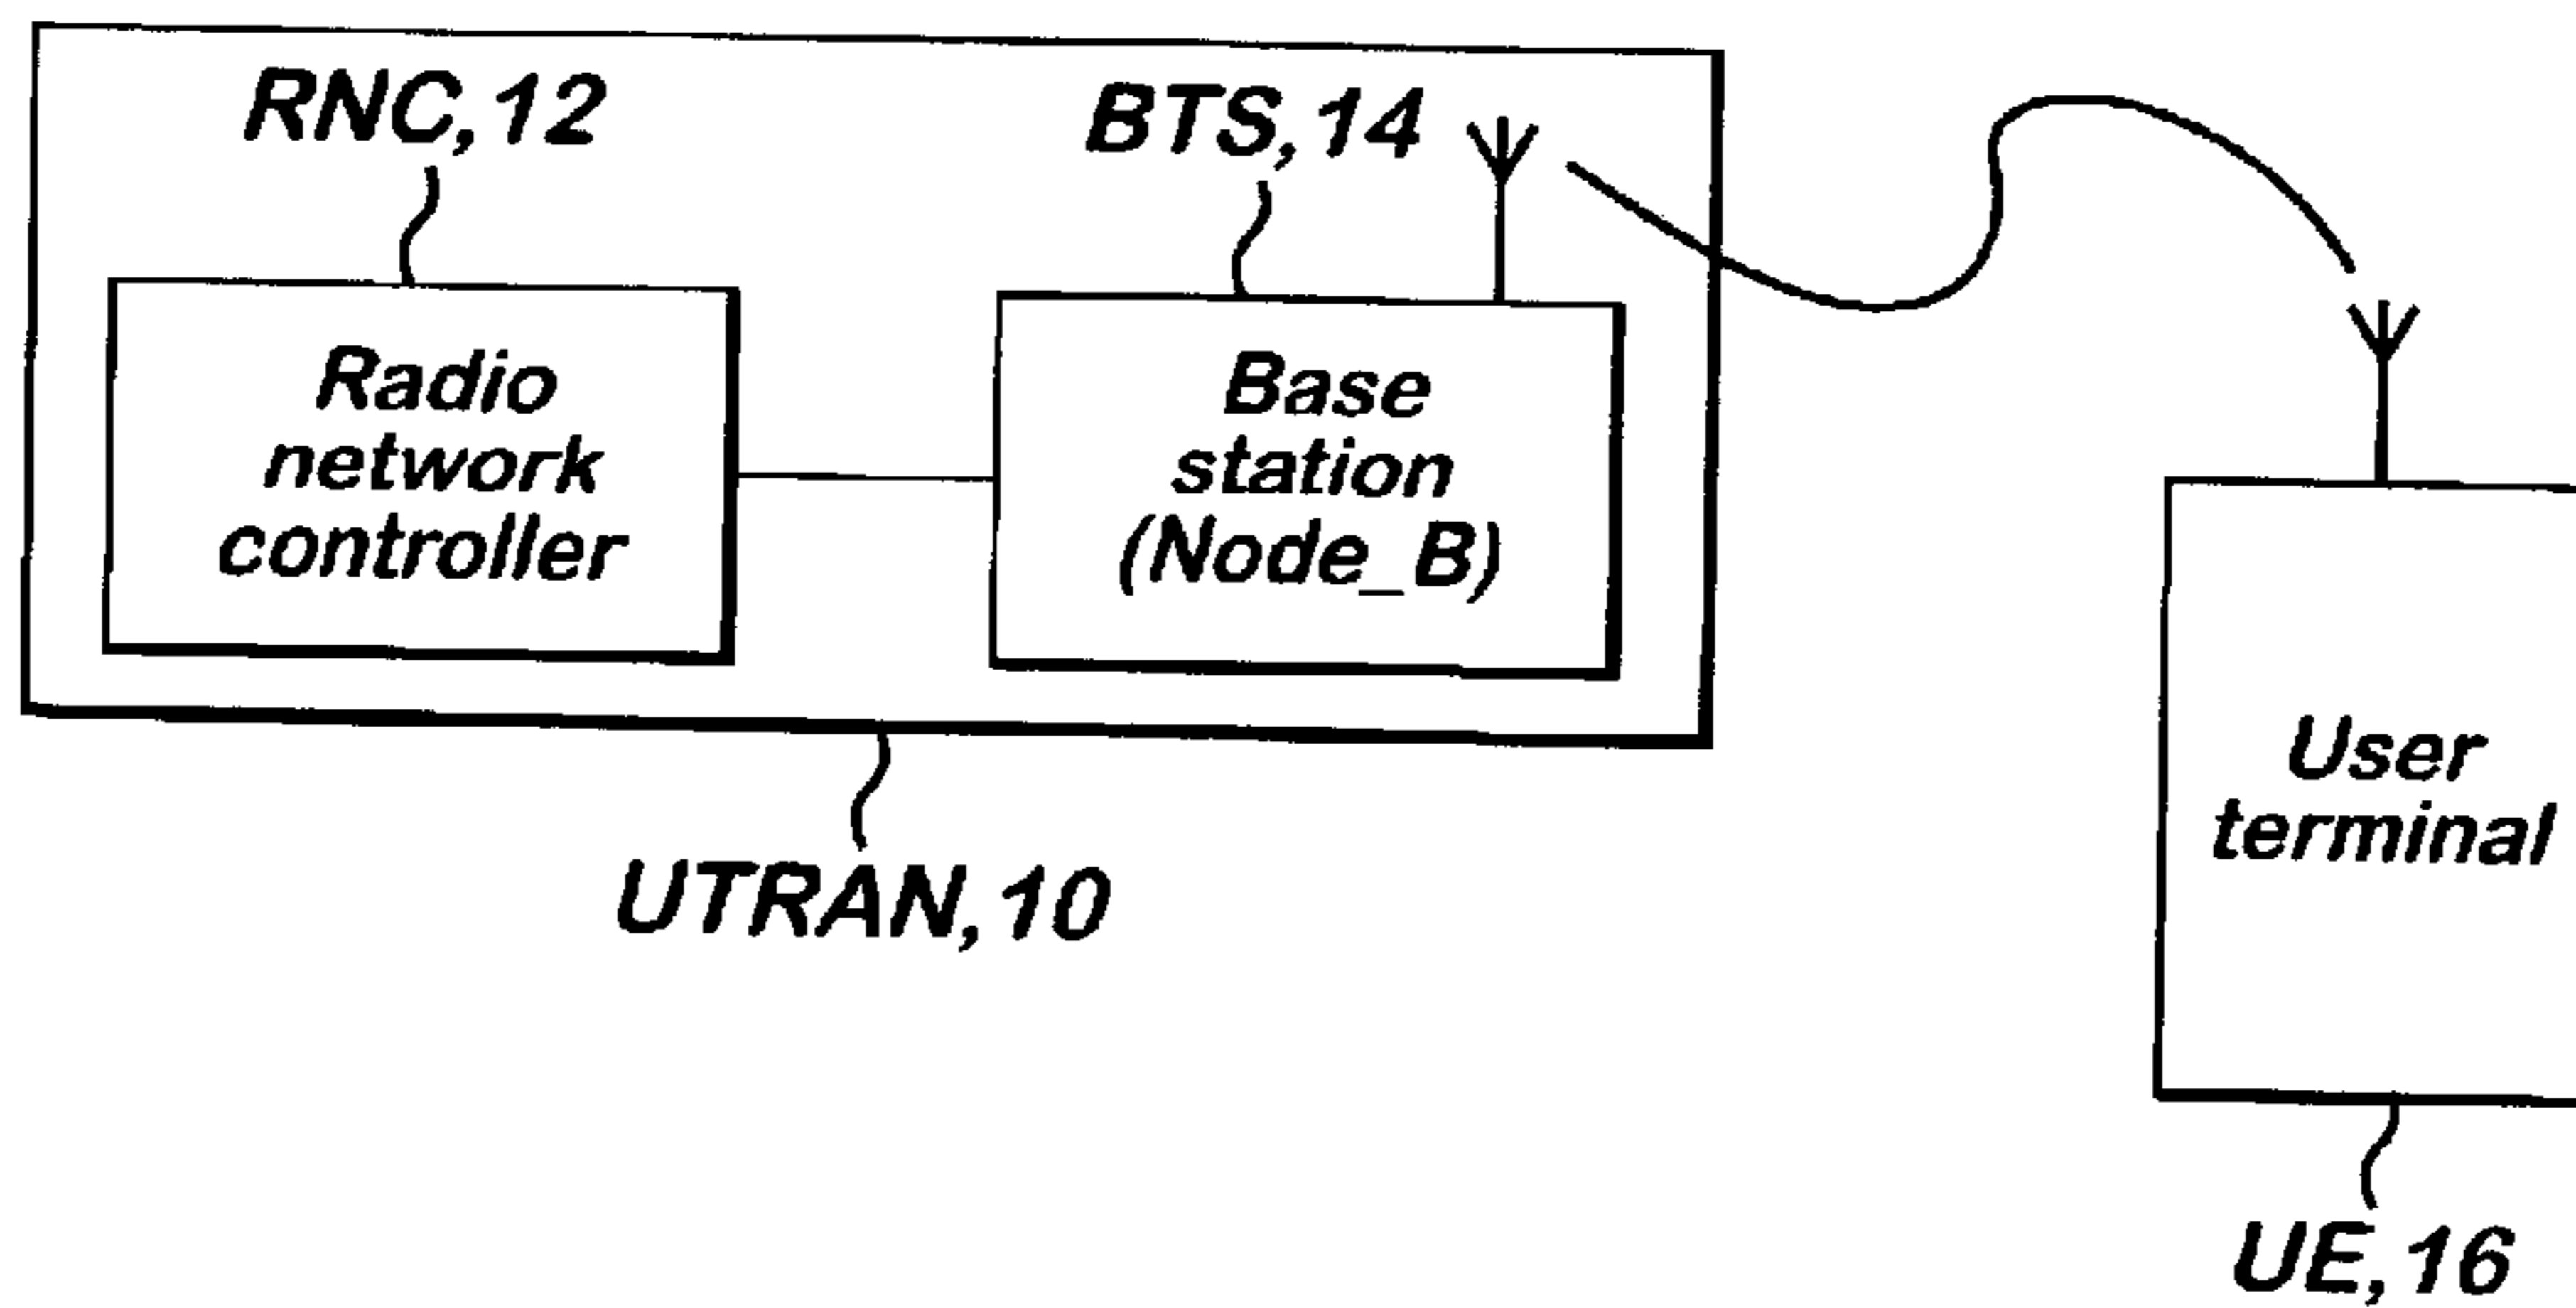 RNC,12
BTS,14
Radio
network
controller
Base
station
(Node_B)
UTRAN,10
User
terminal
UE,16